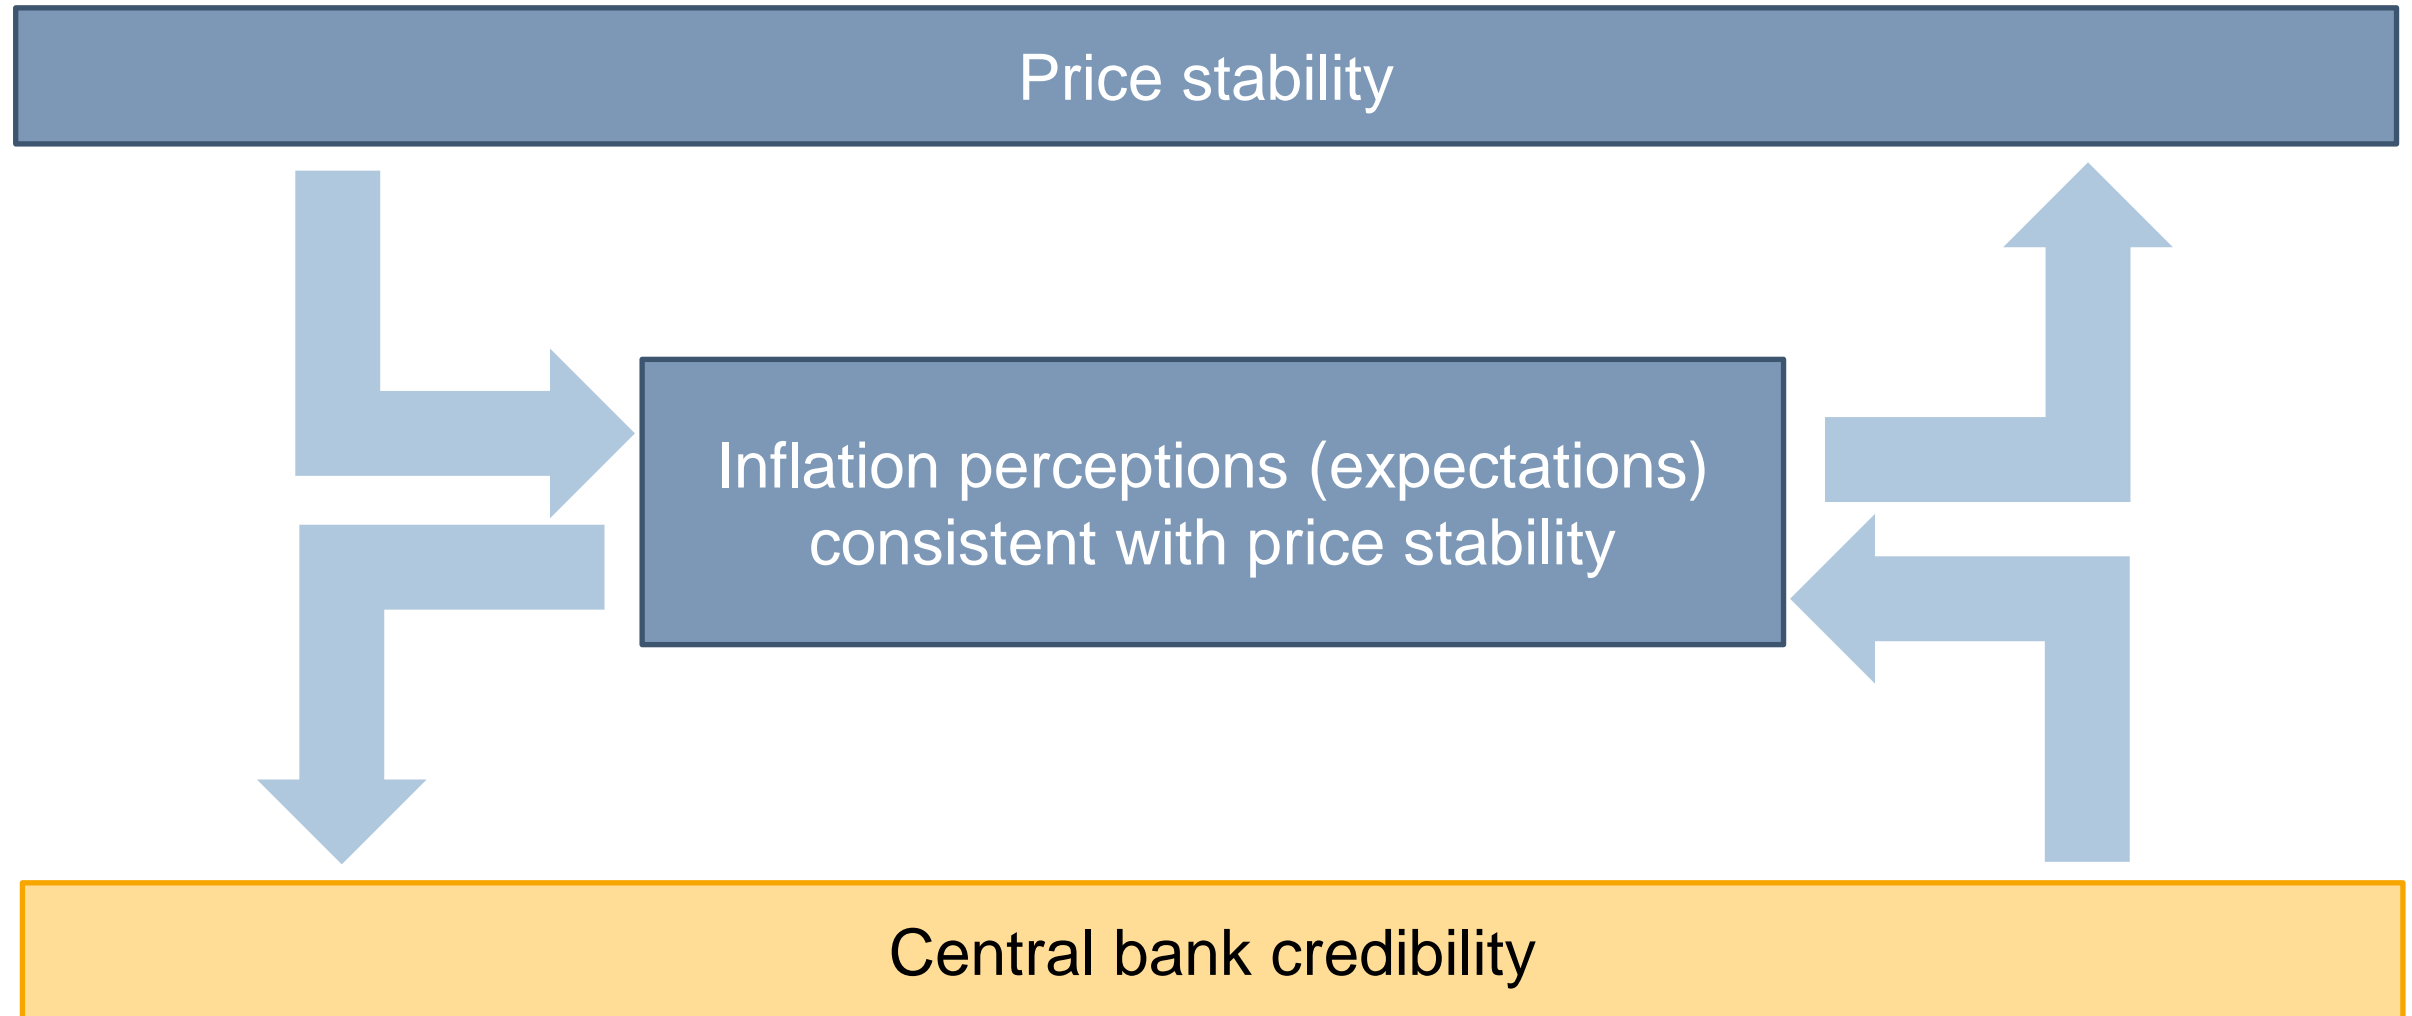 Price stability
Inflation perceptions (expectations)
consistent with price stability
Central bank credibility